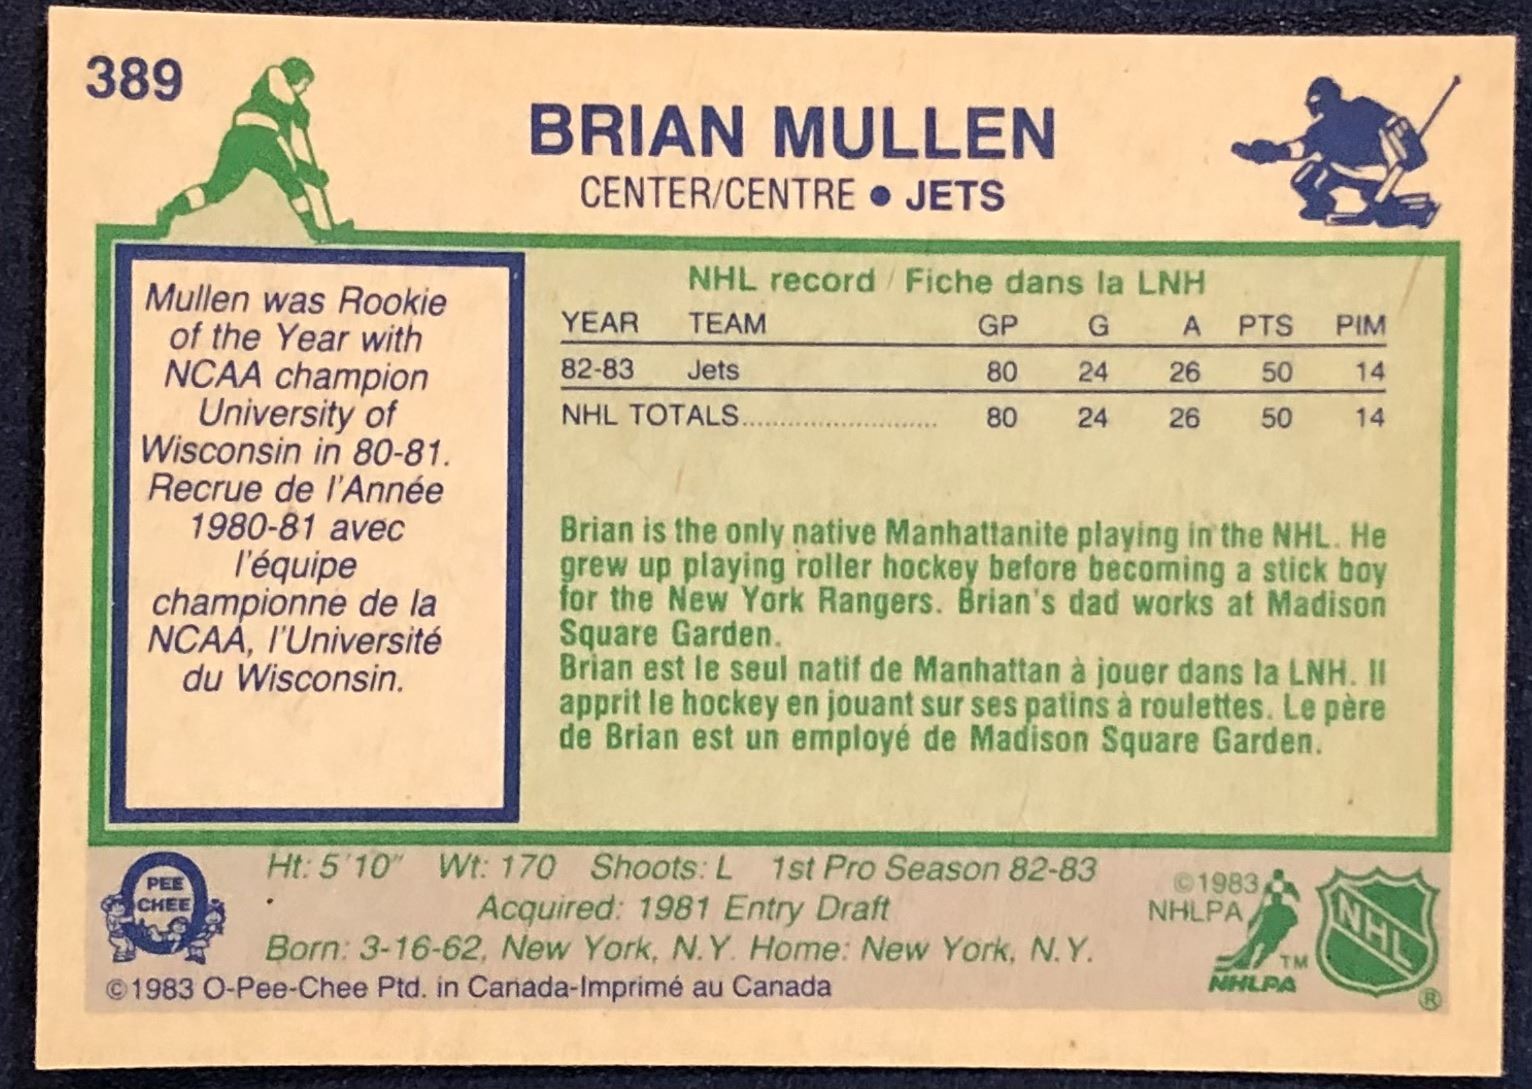 389
BRIAN MULLEN
CENTER/CENTRE • JETS
Mullen was Rookie
of the Year with
NCAA champion
University of
Wisconsin in 80-81.
Recrue de l'Année
1980-81 avec
l'équipe
championne de la
NCAA, l'Université
du Wisconsin.
NHL record / Fiche dans la LNH
YEAR TEAM GP G A PTS PIM
82-83 Jets 80 24 26 50 14
NHL TOTALS.......................... 80 24 26 50 14
Brian is the only native Manhattanite playing in the NHL. He
grew up playing roller hockey before becoming a stick boy
for the New York Rangers. Brian's dad works at Madison
Square Garden.
Brian est le seul natif de Manhattan à jouer dans la LNH. Il
apprit le hockey en jouant sur ses patins à roulettes. Le père
de Brian est un employé de Madison Square Garden.
PEE
CHEE
Ht: 5'10" Wt: 170 Shoots: L 1st Pro Season 82-83
Acquired: 1981 Entry Draft
Born: 3-16-62, New York, N.Y. Home: New York, N.Y.
©1983 O-Pee-Chee Ptd. in Canada-Imprimé au Canada
©1983
NHLPA
TM
NHLPA
NHL
®